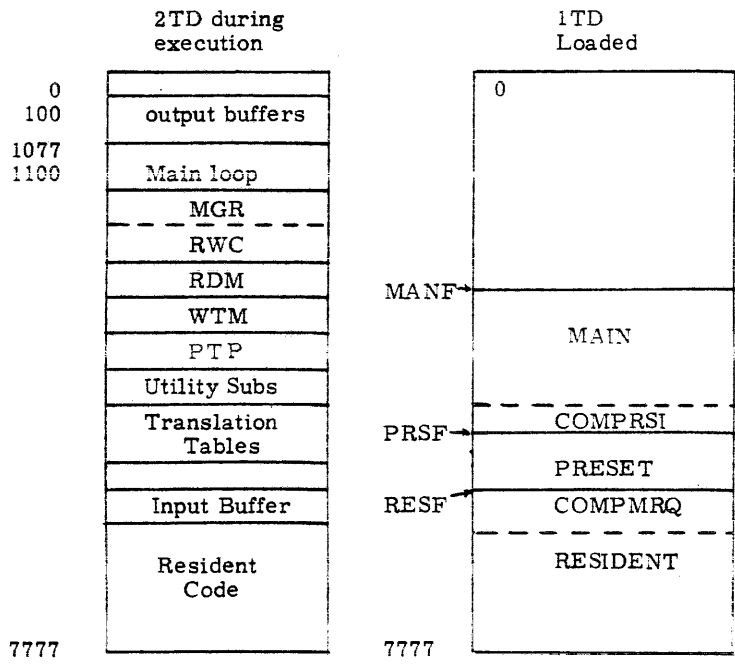 2TD during
execution
0
100
output buffers
1077
1100
Main loop
MGR
RWC
RDM
WTM
PTP
Utility Subs
Translation
Tables
Input Buffer
Resident
Code
7777
1TD
Loaded
0
MANF
MAIN
COMPRSI
PRSF
PRESET
RESF
COMPMRQ
RESIDENT
7777